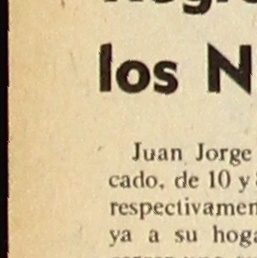 los N
Juan Jorge
cado, de 10 y
respectivamen
ya a su hoga